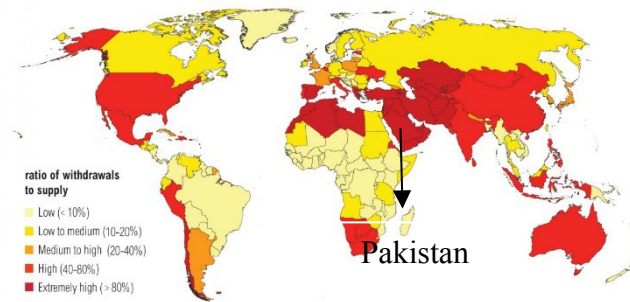 ratio of withdrawals
to supply
Low (< 10%)
Low to medium (10-20%)
Medium to high (20-40%)
High (40-80%)
Extremely high (> 80%)
Pakistan